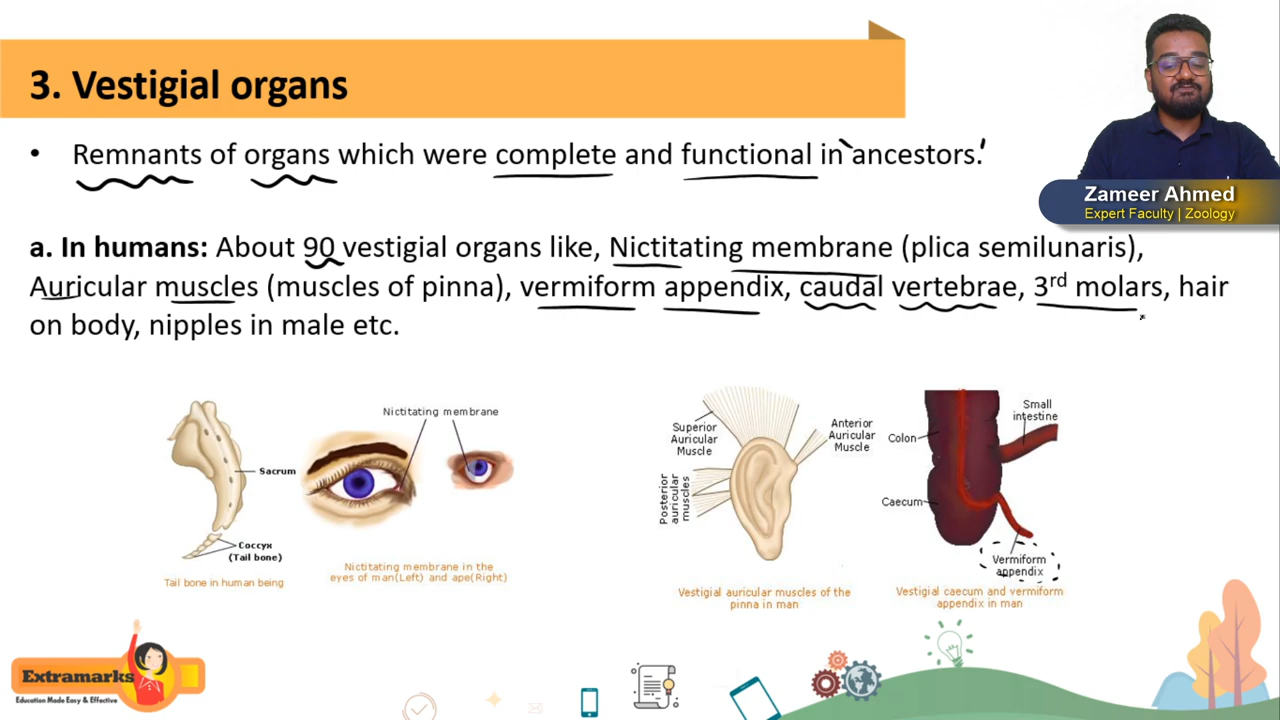 3. Vestigial organs
• Remnants of organs which were complete and functional in ancestors.
Zameer Ahmed
Expert Faculty | Zoology
a. In humans: About 90 vestigial organs like, Nictitating membrane (plica semilunaris),
Auricular muscles (muscles of pinna), vermiform appendix, caudal vertebrae, 3rd molars, hair
on body, nipples in male etc.
Sacrum
Coccyx
(Tail bone)
Tail bone in human being
Nictitating membrane
Nictitating membrane in the
eyes of man(Left) and ape(Right)
Superior
Auricular
Muscle
Anterior
Auricular
Muscle
Posterior
auricular
muscles
Vestigial auricular muscles of the
pinna in man
Small
intestine
Colon
Caecum
Vermiform
appendix
Vestigial caecum and vermiform
appendix in man
Extramarks
Education Made Easy & Effective